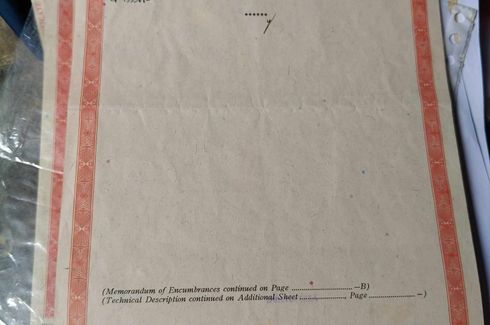 (Memorandum of Encumbrances continued on Page ........................ —B)
(Technical Description continued on Additional Sheet .................., Page .................. —)